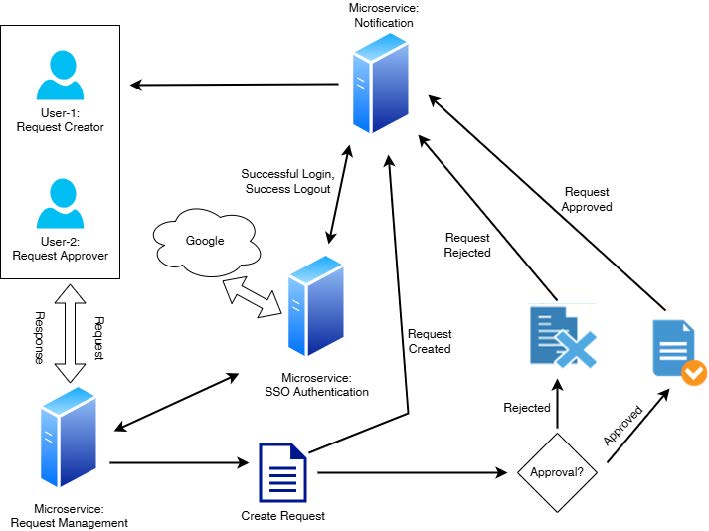 Microservice:
Notification
User-1:
Request Creator
User-2:
Request Approver
Successful Login,
Success Logout
Google
Request
Approved
Request
Rejected
Request
Response
Request
Created
Microservice:
SSO Authentication
Rejected
Approved
Approval?
Microservice:
Request Management
Create Request